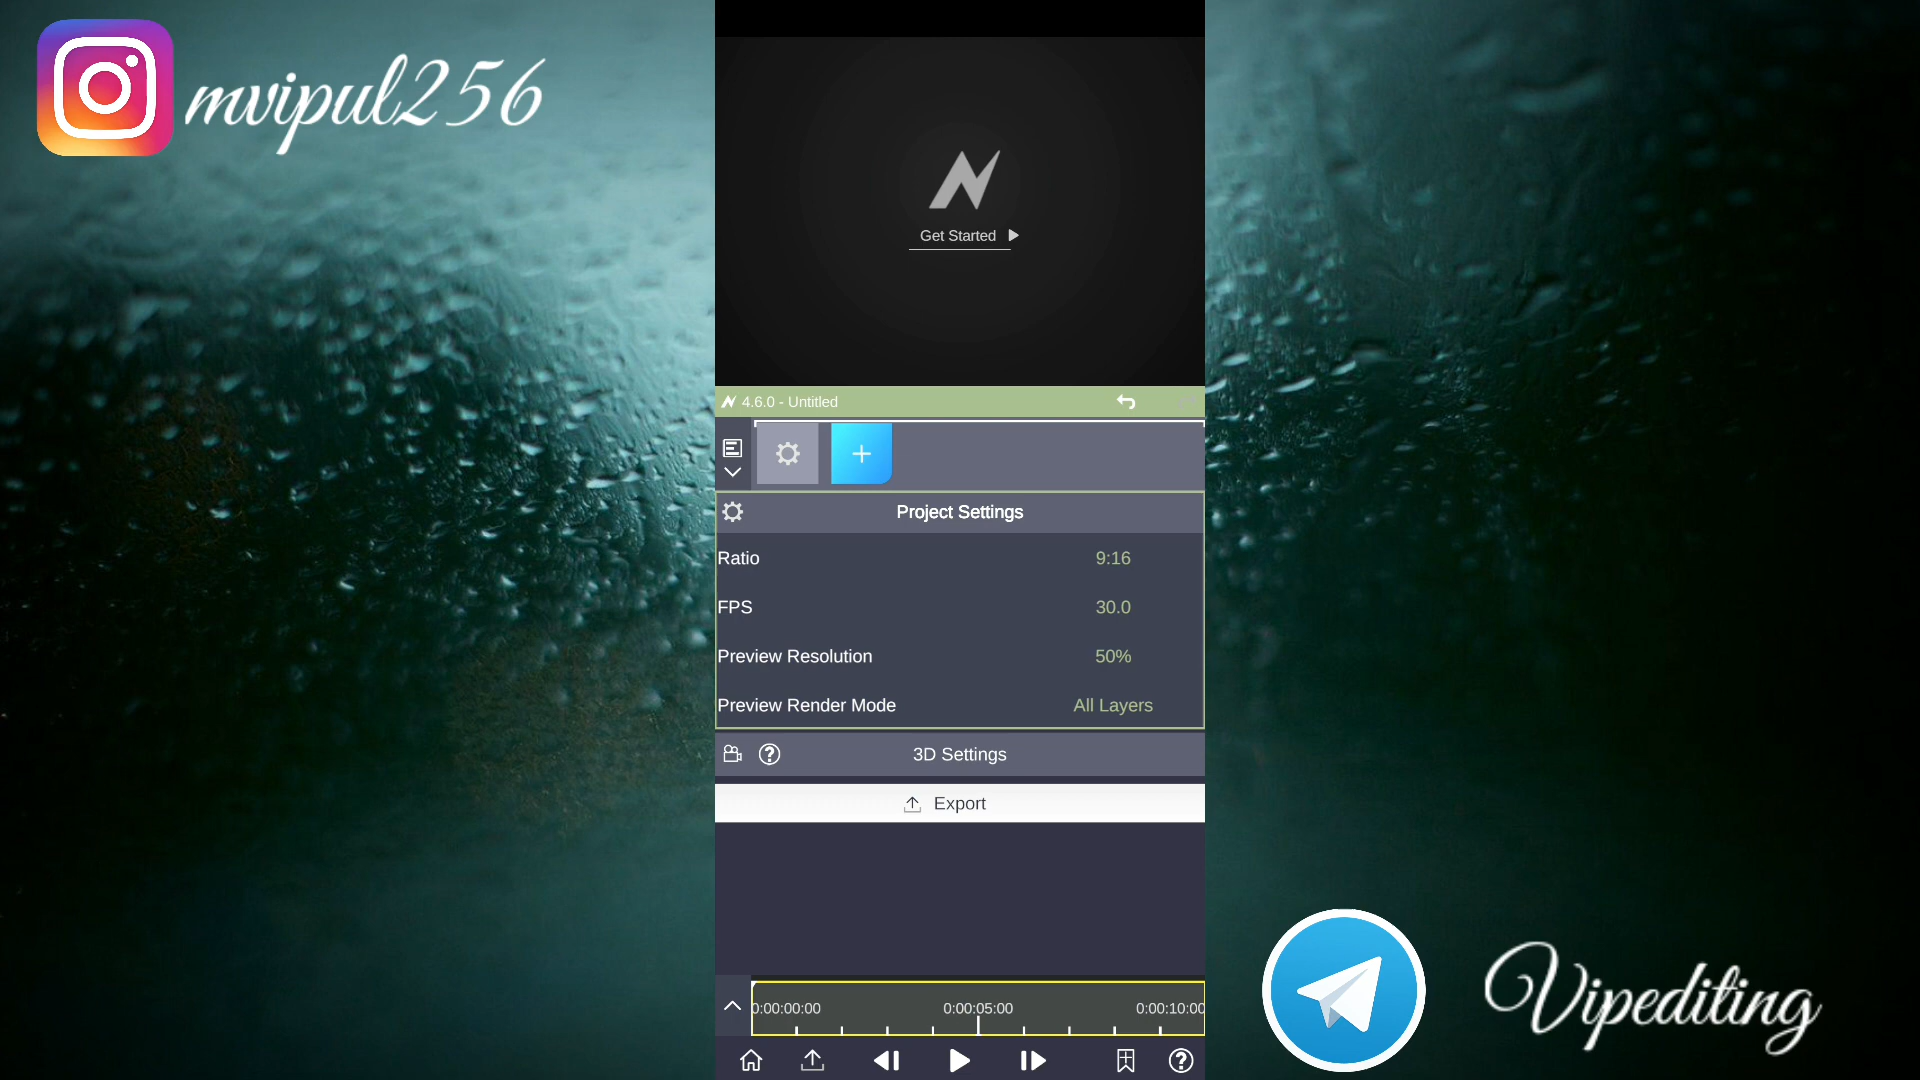 mvipul256
Get Started
4.6.0 - Untitled
Project Settings
Ratio 9:16
FPS 30.0
Preview Resolution 50%
Preview Render Mode All Layers
3D Settings
Export
0:00:00:00 0:00:05:00 0:00:10:00
Vipediting